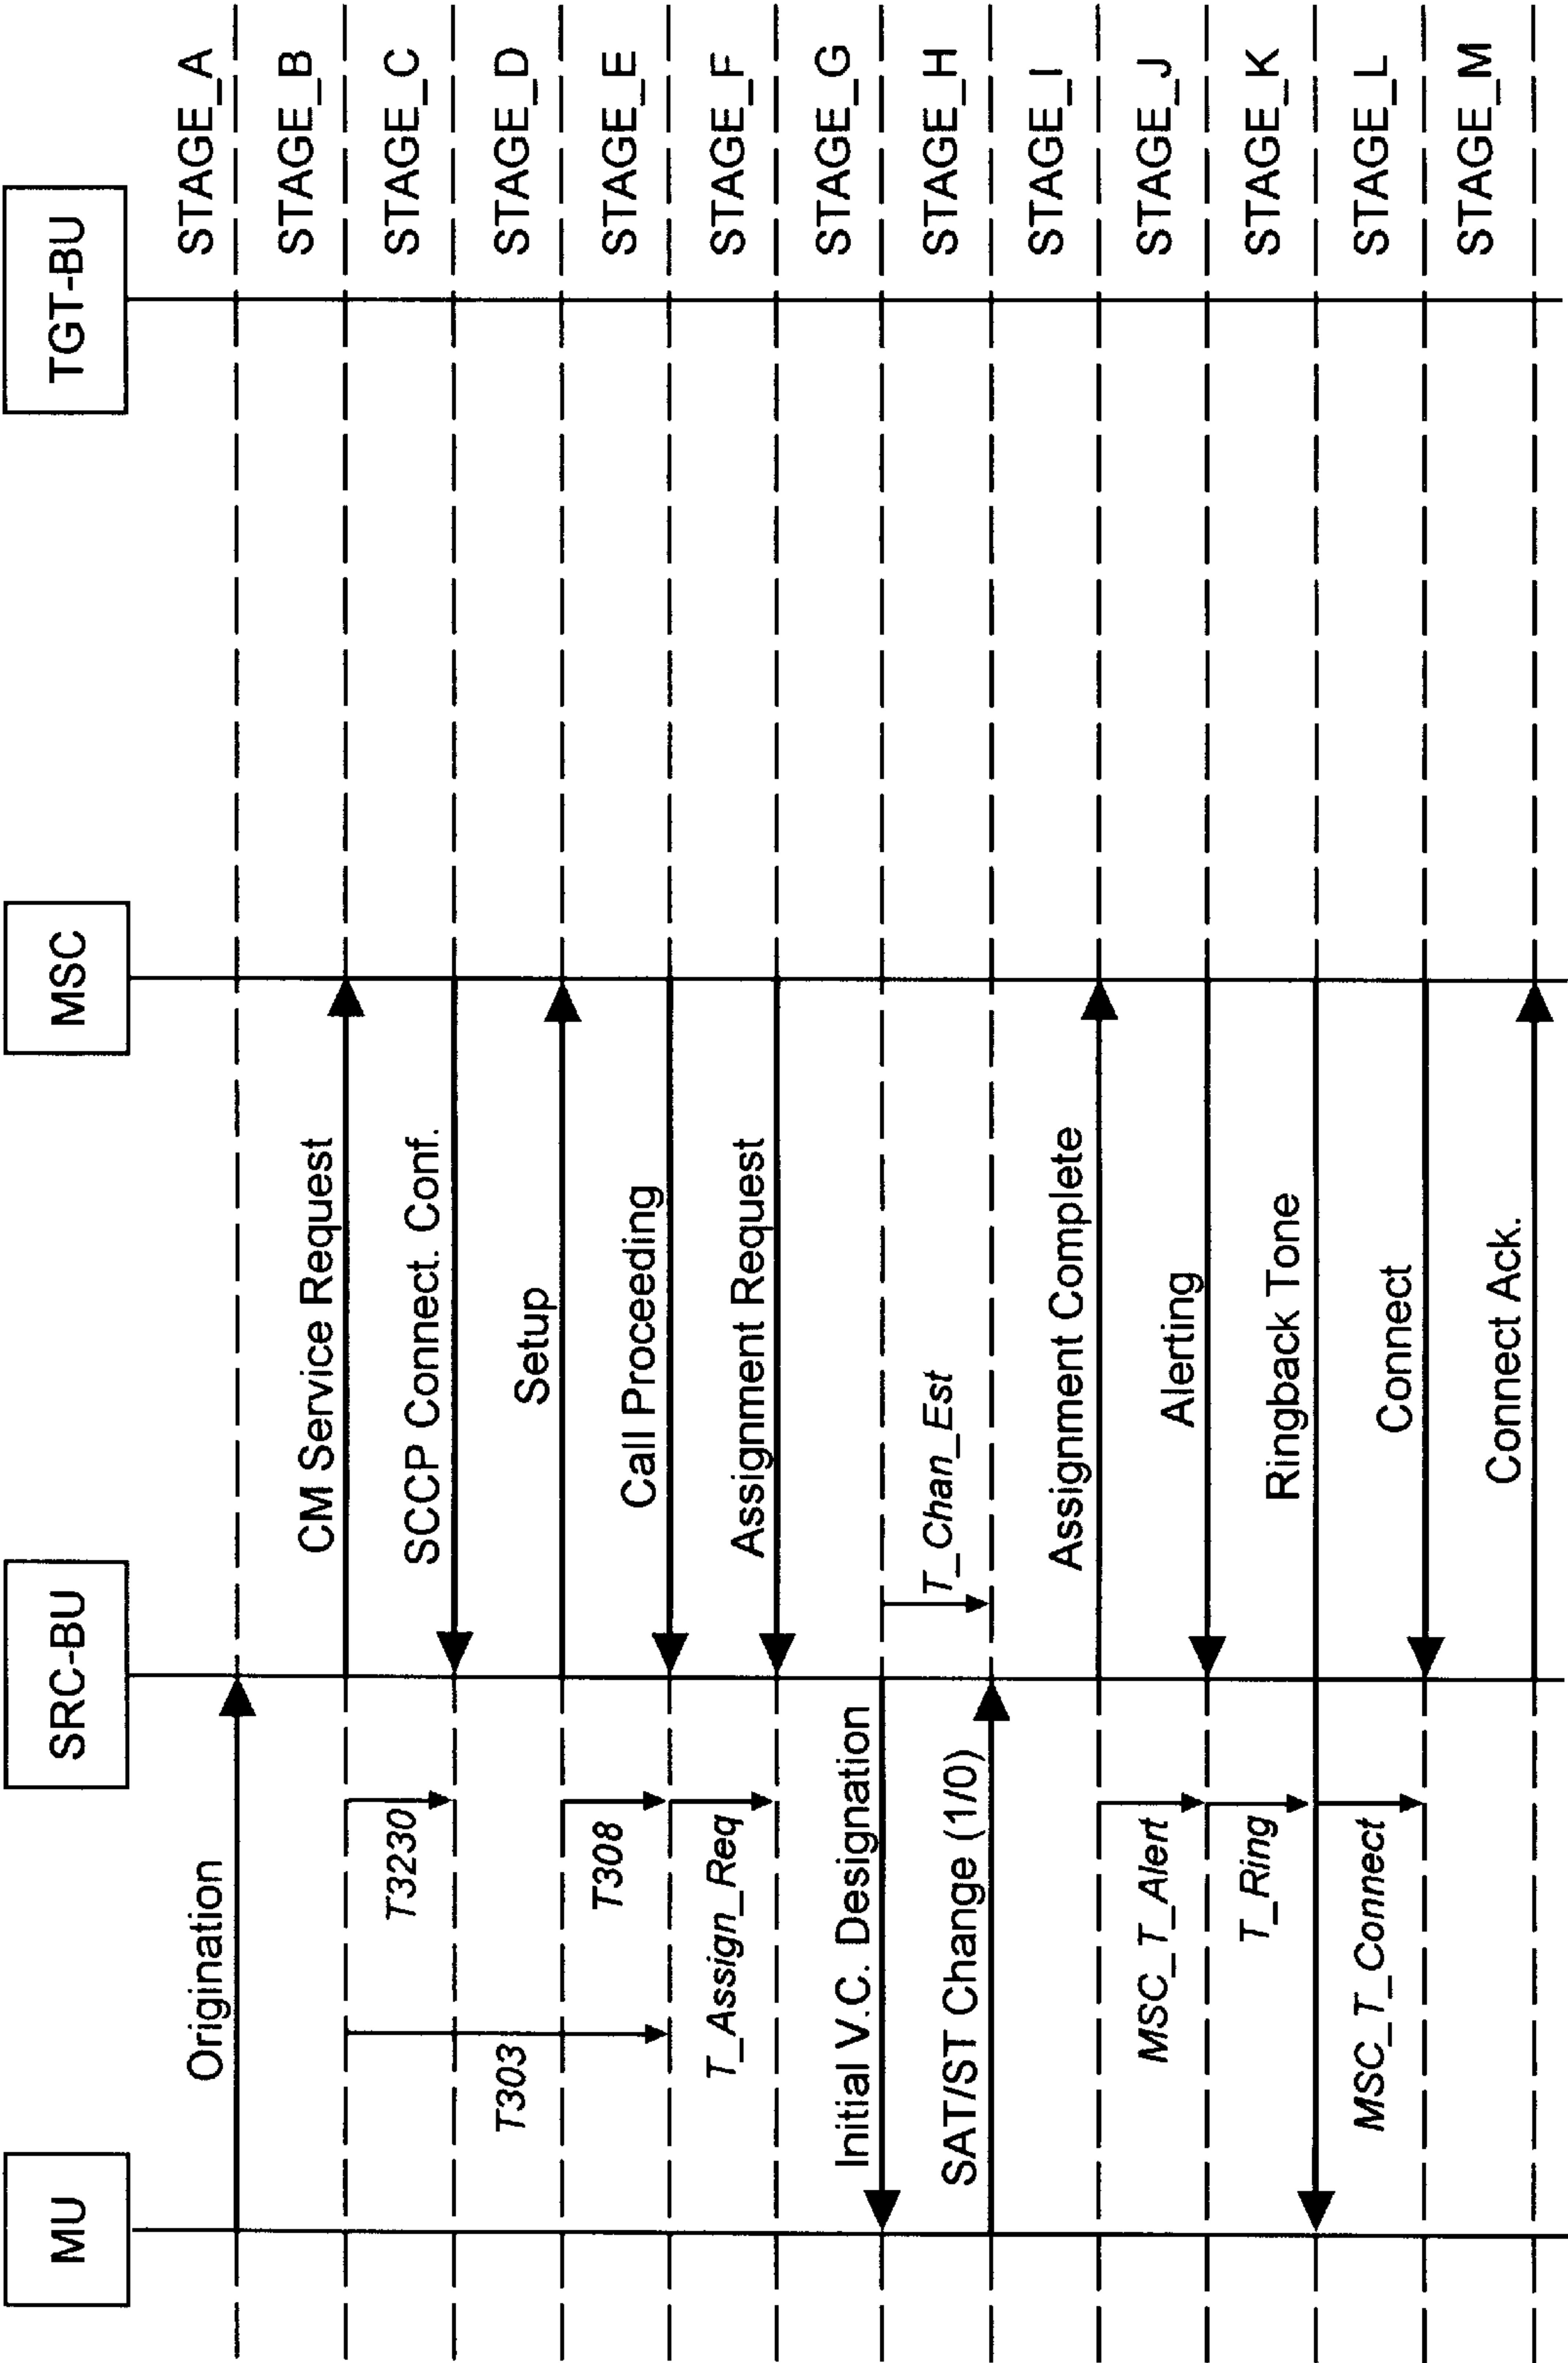 MU
SRC-BU
MSC
TGT-BU
Origination
STAGE_A
CM Service Request
STAGE_B
T3230
SCCP Connect. Conf.
STAGE_C
T303
Setup
STAGE_D
T308
Call Proceeding
STAGE_E
T_Assign_Req
Assignment Request
STAGE_F
Initial V.C. Designation
STAGE_G
SAT/ST Change (1/0)
T_Chan_Est
STAGE_H
Assignment Complete
STAGE_I
MSC_T_Alert
Alerting
STAGE_J
T_Ring
Ringback Tone
STAGE_K
MSC_T_Connect
Connect
STAGE_L
Connect Ack.
STAGE_M